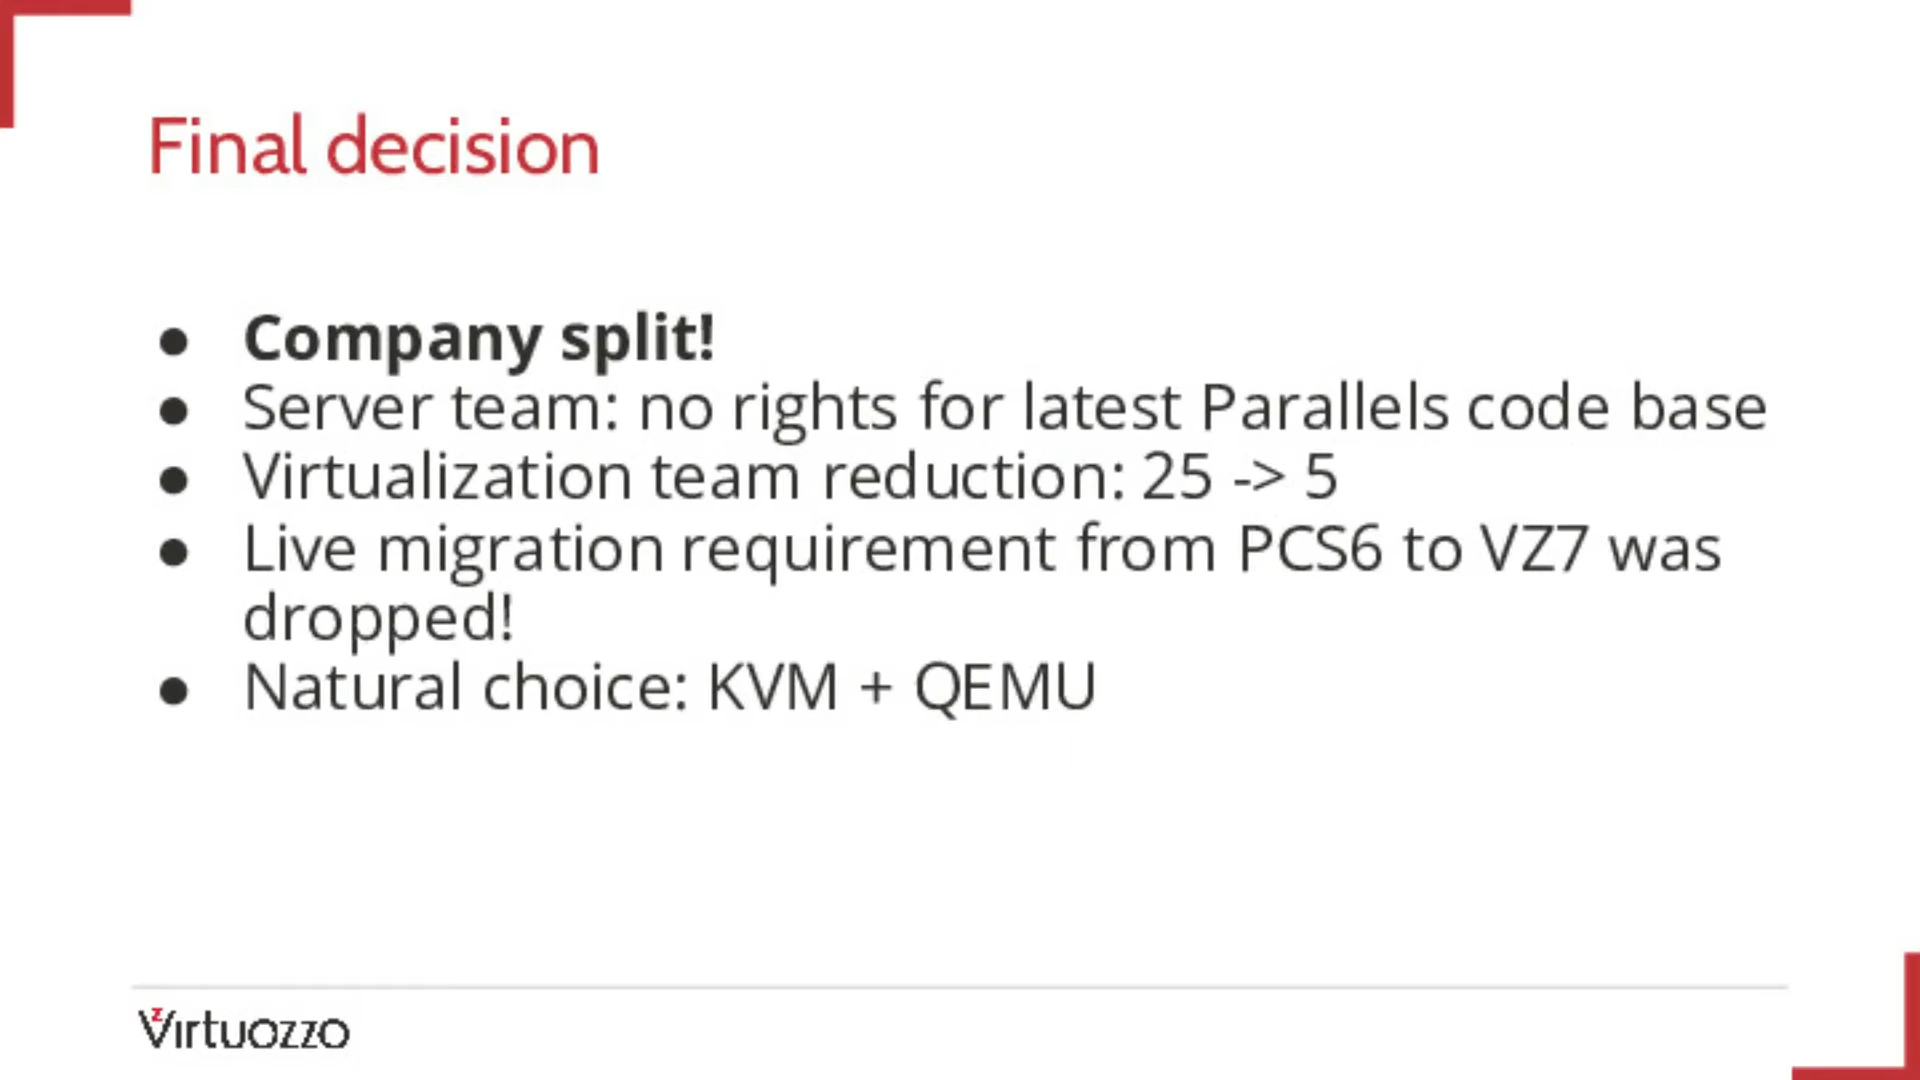 Final decision
● Company split!
● Server team: no rights for latest Parallels code base
● Virtualization team reduction: 25 -> 5
● Live migration requirement from PCS6 to VZ7 was
dropped!
● Natural choice: KVM + QEMU
Virtuozzo